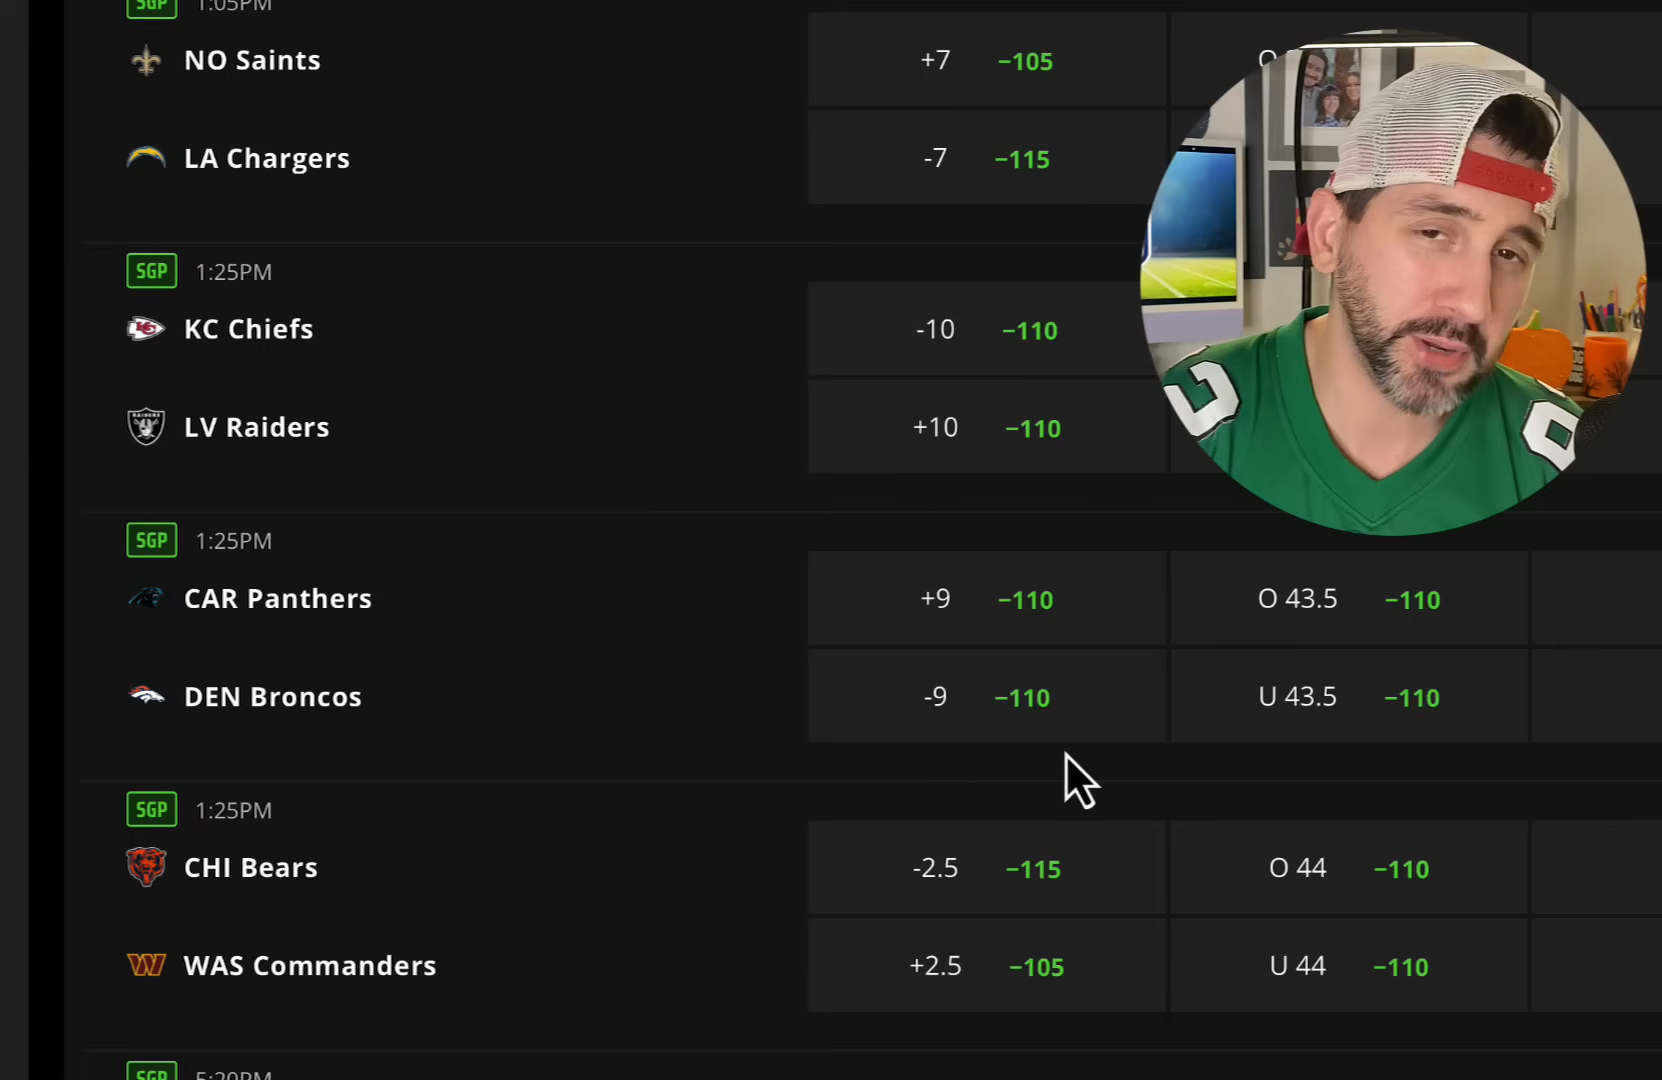 SGP 1:05PM
NO Saints +7 −105 O
LA Chargers -7 −115
SGP 1:25PM
KC Chiefs -10 −110
LV Raiders +10 −110
SGP 1:25PM
CAR Panthers +9 −110 O 43.5 −110
DEN Broncos -9 −110 U 43.5 −110
SGP 1:25PM
CHI Bears -2.5 −115 O 44 −110
WAS Commanders +2.5 −105 U 44 −110
SGP 5:20PM